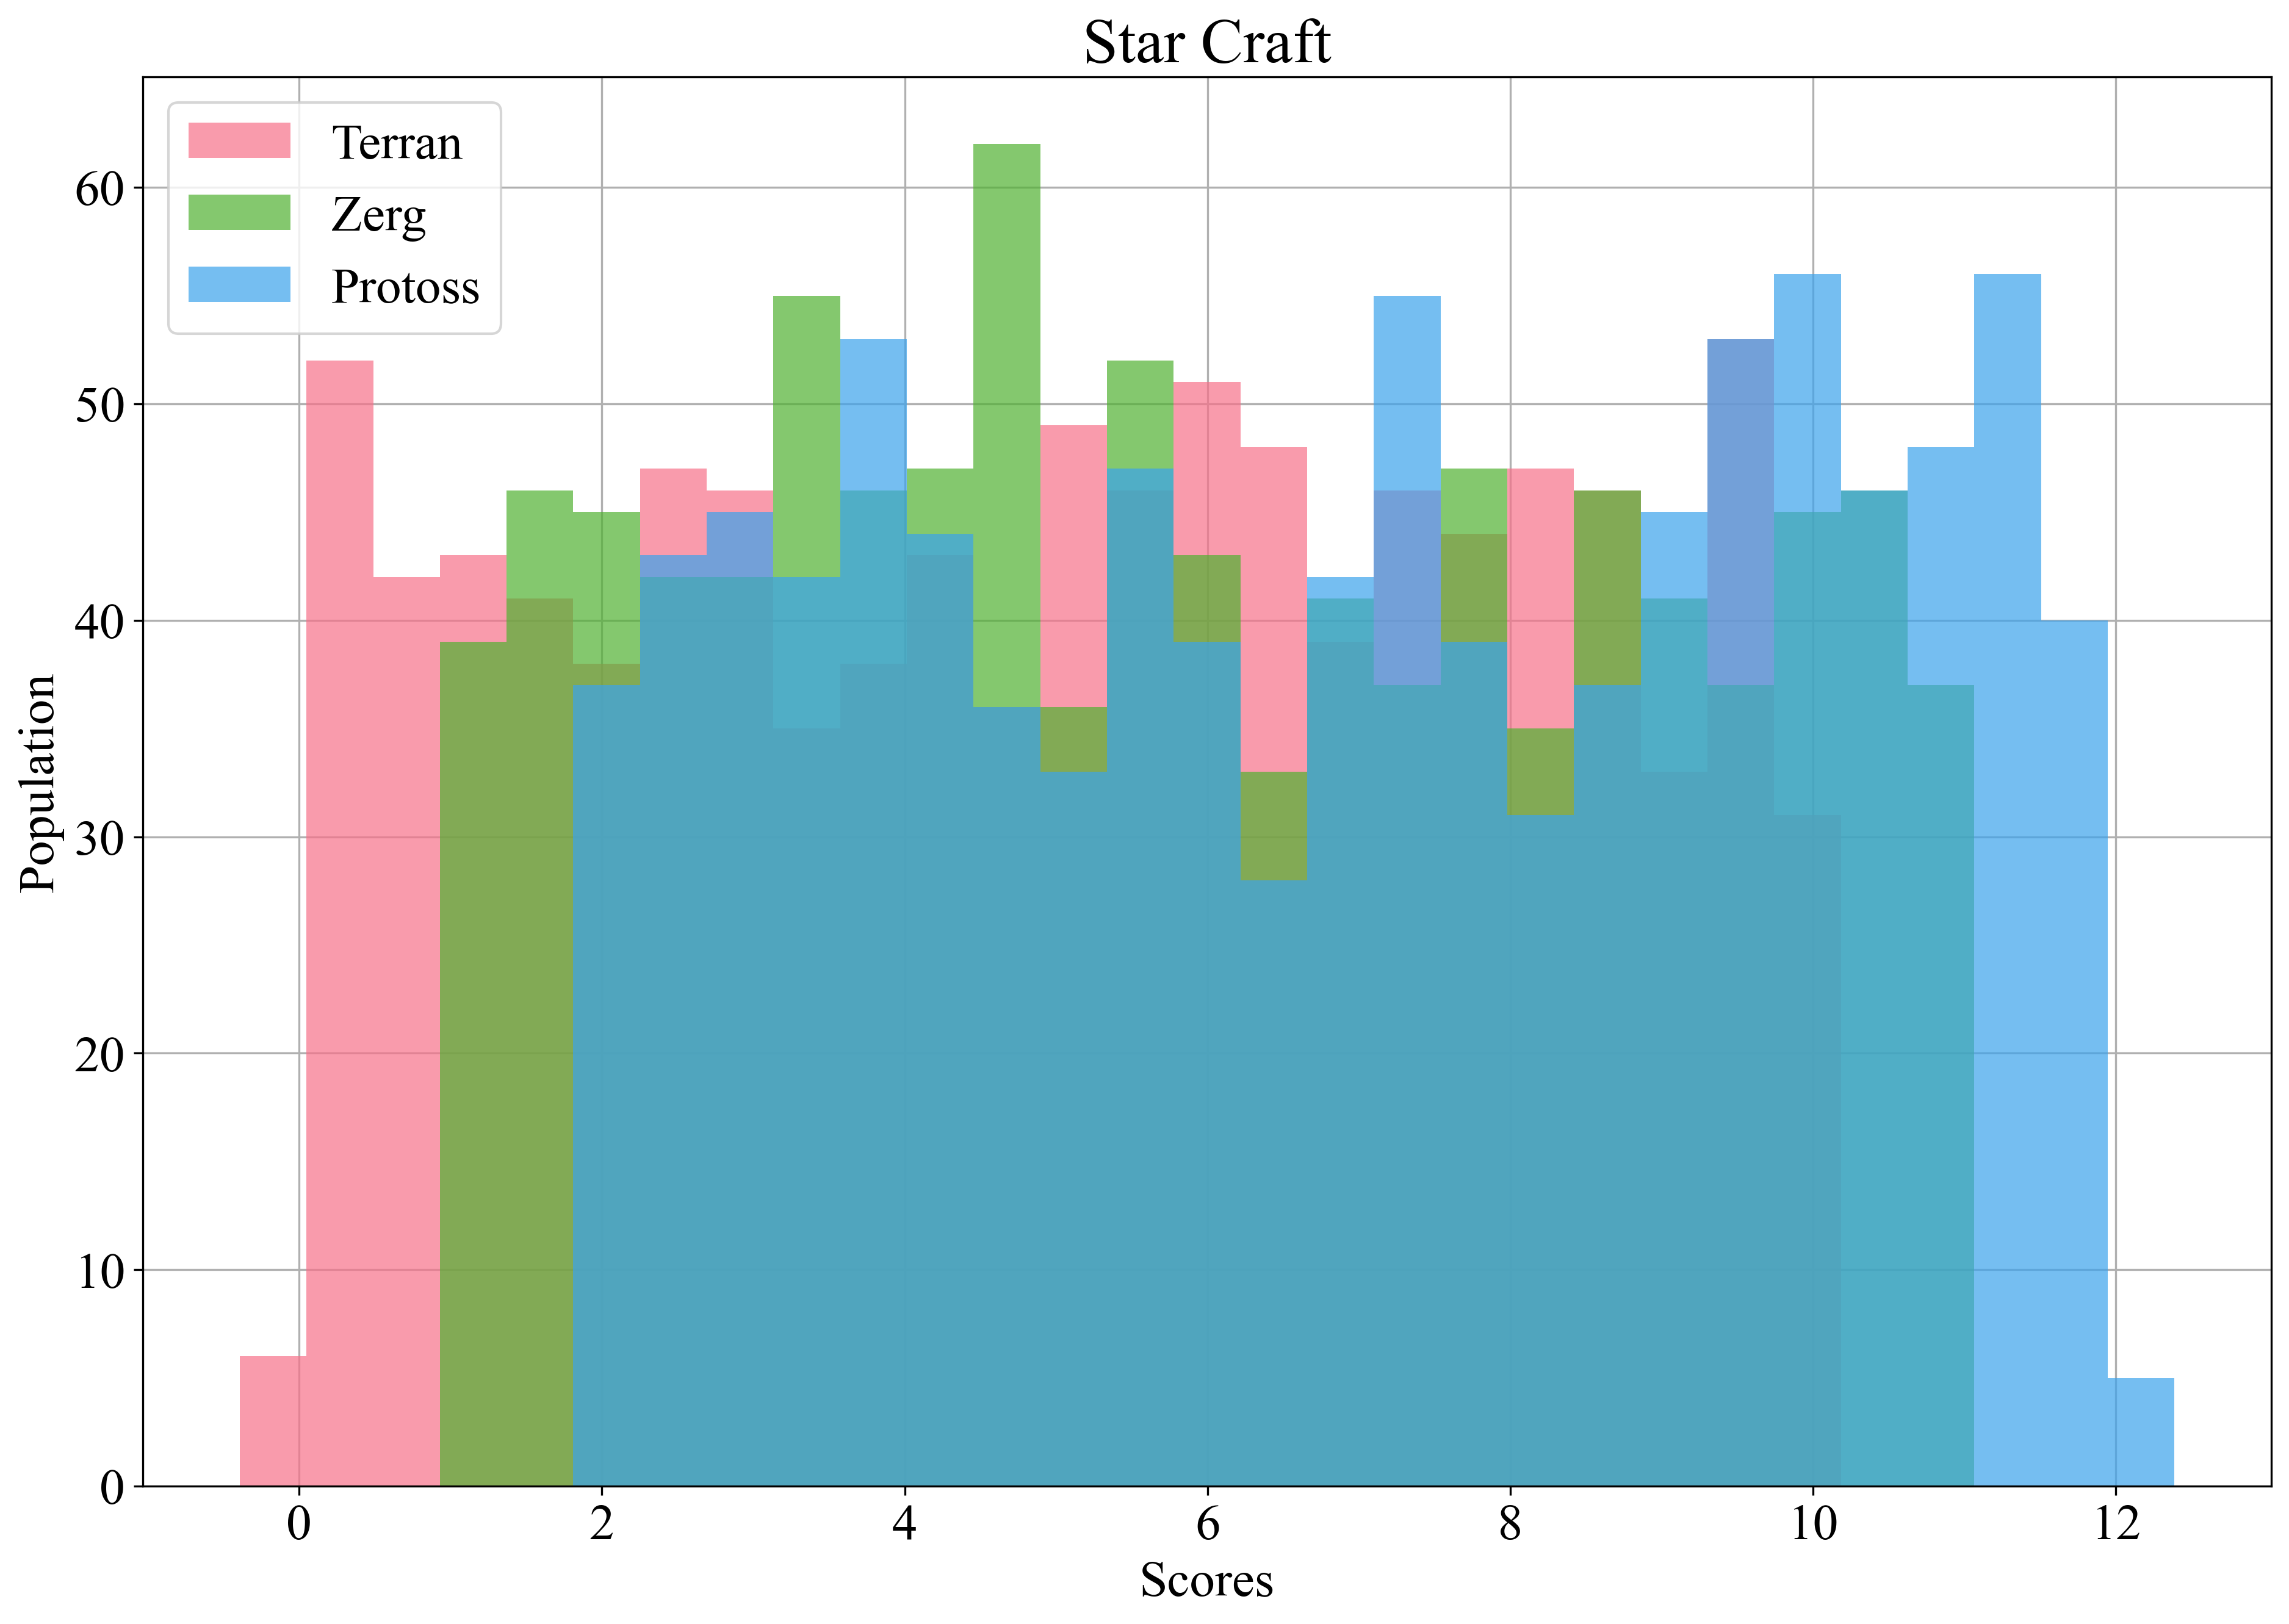 Star Craft
Terran
Zerg
Protoss
60
50
40
30
20
10
0
Population
0 2 4 6 8 10 12
Scores